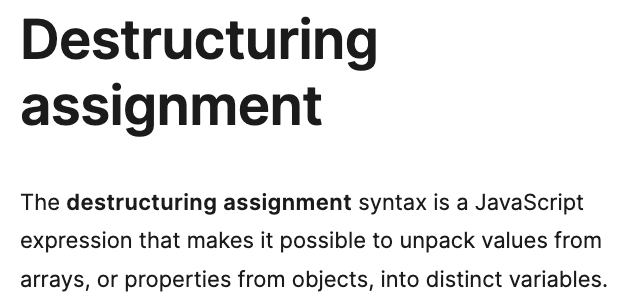 Destructuring
assignment
The destructuring assignment syntax is a JavaScript
expression that makes it possible to unpack values from
arrays, or properties from objects, into distinct variables.